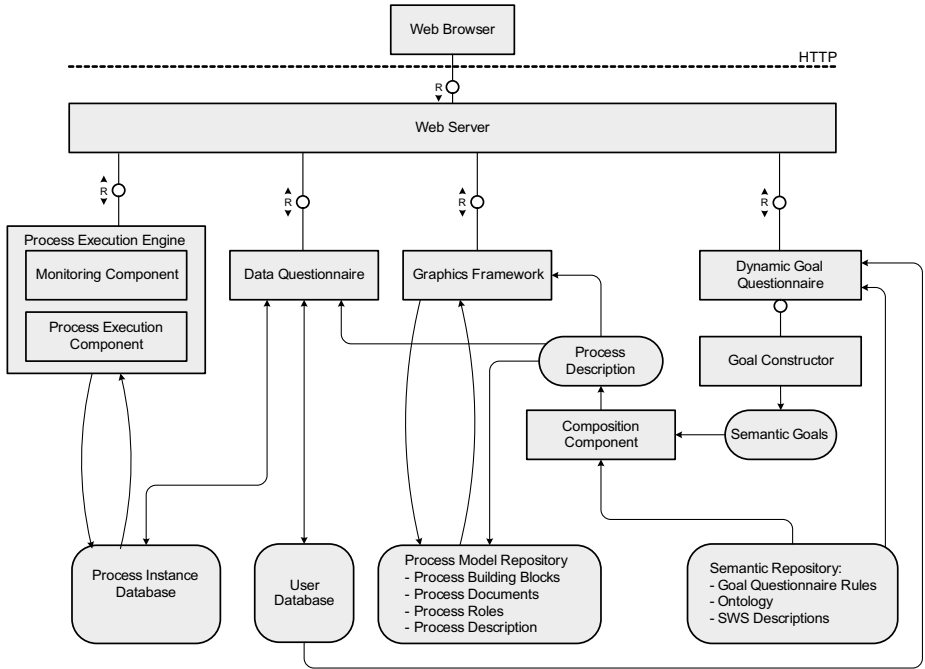 Web Browser
HTTP
R
Web Server
R
R
R
R
Process Execution Engine
Monitoring Component
Process Execution
Component
Data Questionnaire
Graphics Framework
Dynamic Goal
Questionnaire
Process
Description
Goal Constructor
Composition
Component
Semantic Goals
Process Instance
Database
User
Database
Process Model Repository
- Process Building Blocks
- Process Documents
- Process Roles
- Process Description
Semantic Repository:
- Goal Questionnaire Rules
- Ontology
- SWS Descriptions